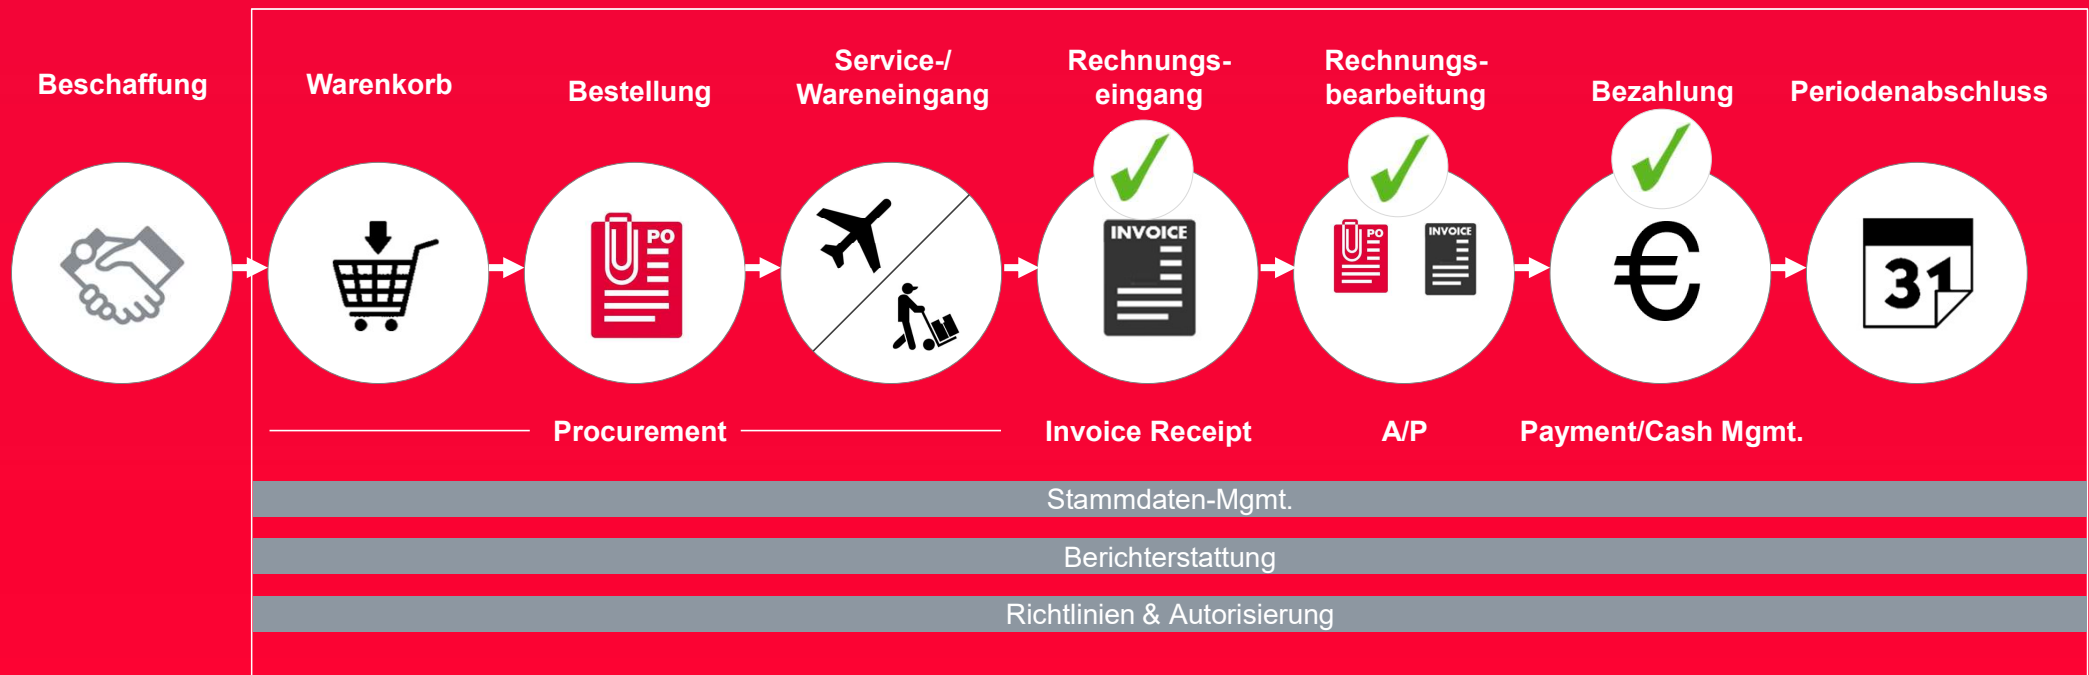 Beschaffung
Warenkorb
Bestellung
Service-/
Wareneingang
Rechnungs-
eingang
Rechnungs-
bearbeitung
Bezahlung
Periodenabschluss
PO
INVOICE
PO
INVOICE
€
31
Procurement
Invoice Receipt
A/P
Payment/Cash Mgmt.
Stammdaten-Mgmt.
Berichterstattung
Richtlinien & Autorisierung